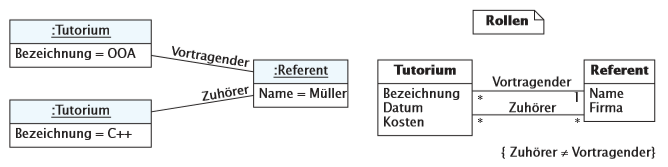 Rollen
:Tutorium
Bezeichnung = OOA
Vortragender
:Referent
Name = Müller
Zuhörer
:Tutorium
Bezeichnung = C++
Tutorium
Bezeichnung
Datum
Kosten
Vortragender
* 1
Zuhörer
* *
Referent
Name
Firma
{ Zuhörer ≠ Vortragender}